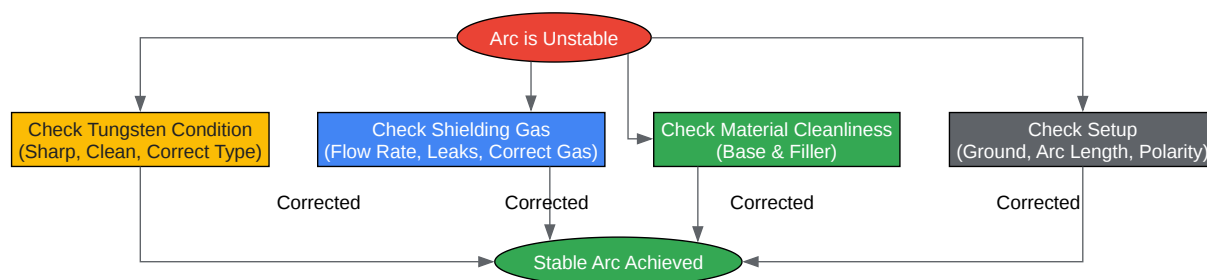 Arc is Unstable
Check Tungsten Condition
(Sharp, Clean, Correct Type)
Check Shielding Gas
(Flow Rate, Leaks, Correct Gas)
Check Material Cleanliness
(Base & Filler)
Check Setup
(Ground, Arc Length, Polarity)
Corrected
Corrected
Corrected
Corrected
Stable Arc Achieved